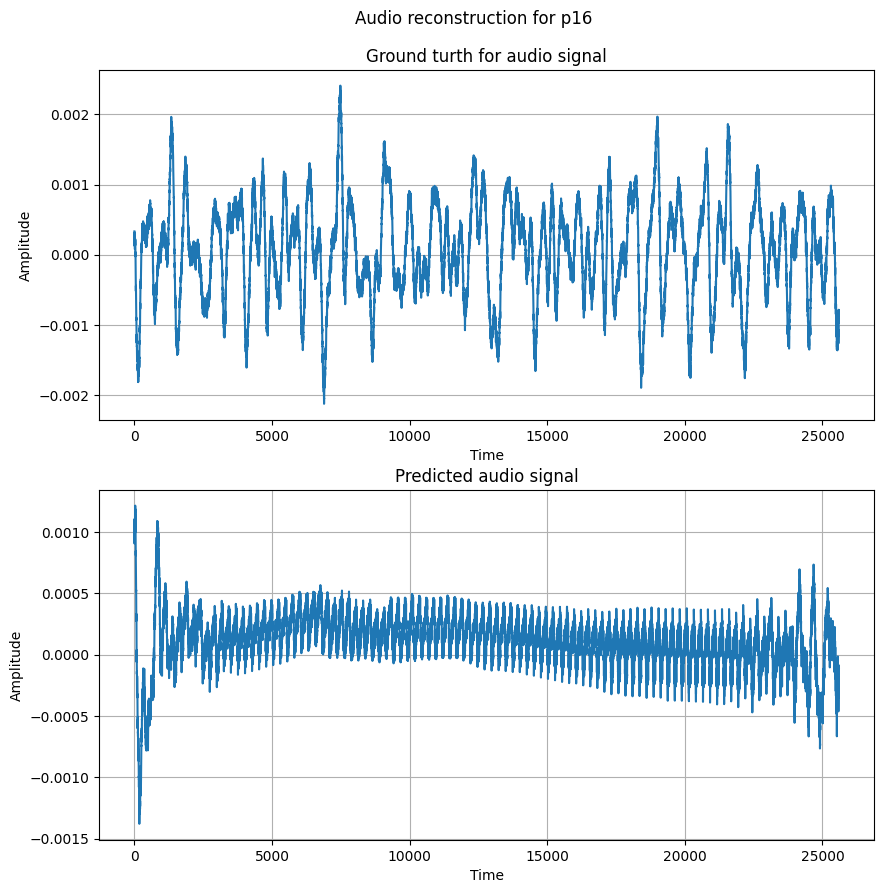 Audio reconstruction for p16
Ground turth for audio signal
Amplitude
0.002
0.001
0.000
−0.001
−0.002
0 5000 10000 15000 20000 25000
Time
Predicted audio signal
Amplitude
0.0010
0.0005
0.0000
−0.0005
−0.0010
−0.0015
0 5000 10000 15000 20000 25000
Time